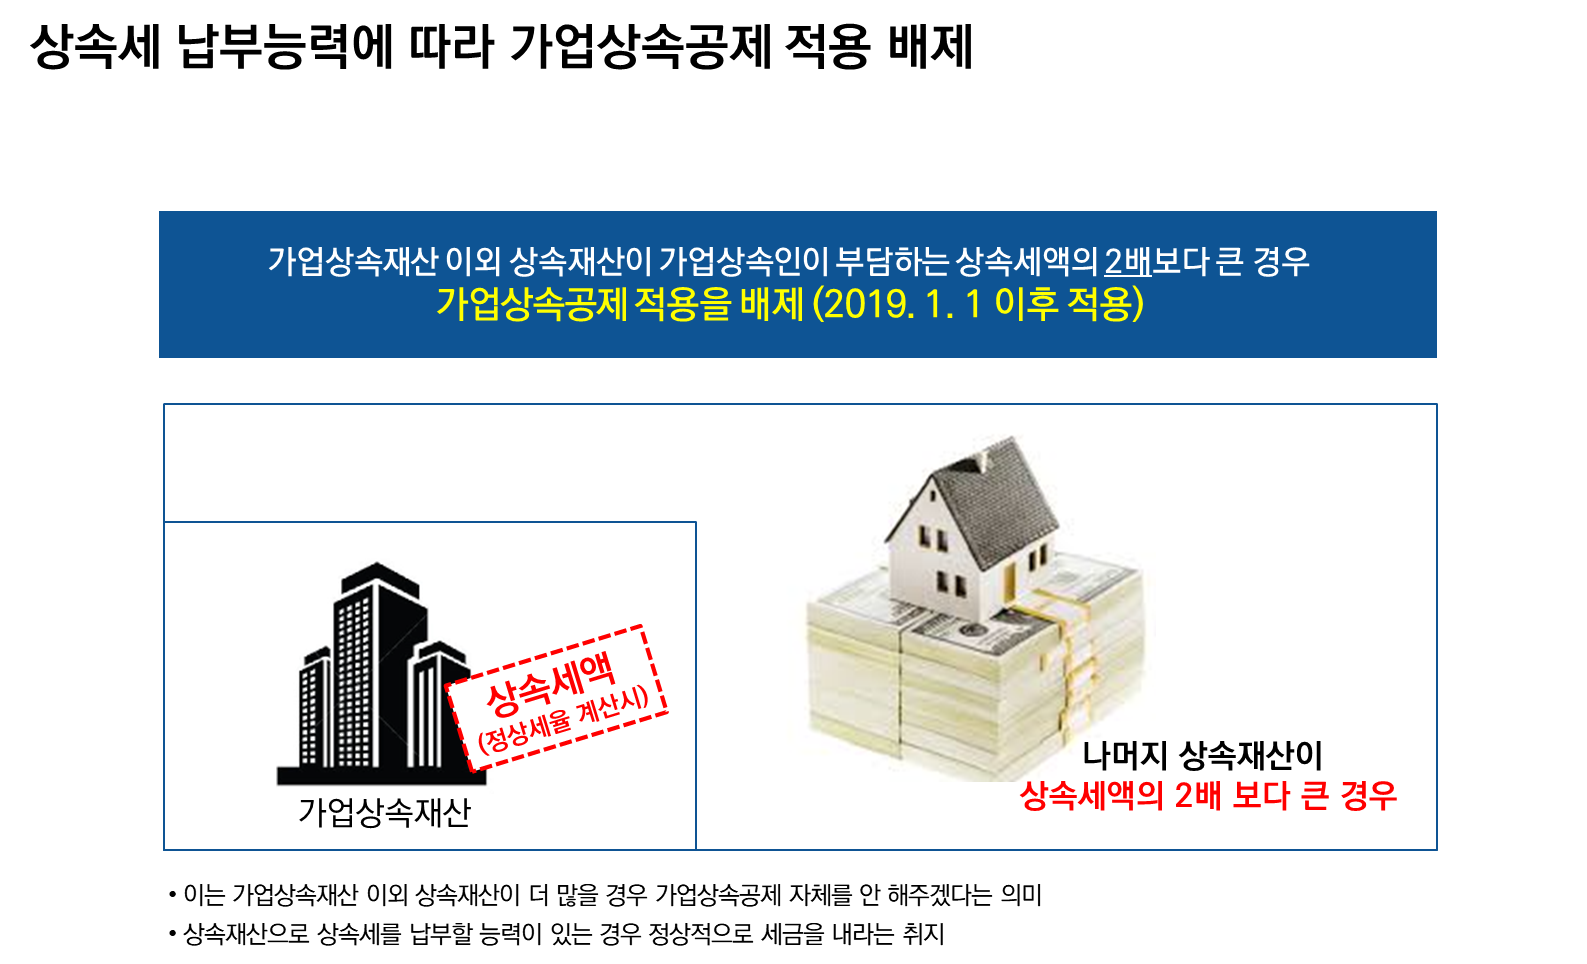 상속세 납부능력에 따라 가업상속공제 적용 배제
가업상속재산 이외 상속재산이 가업상속인이 부담하는 상속세액의 2배보다 큰 경우
가업상속공제 적용을 배제 (2019. 1. 1 이후 적용)
상속세액
(정상세율 계산시)
가업상속재산
나머지 상속재산이
상속세액의 2배 보다 큰 경우
• 이는 가업상속재산 이외 상속재산이 더 많을 경우 가업상속공제 자체를 안 해주겠다는 의미
• 상속재산으로 상속세를 납부할 능력이 있는 경우 정상적으로 세금을 내라는 취지